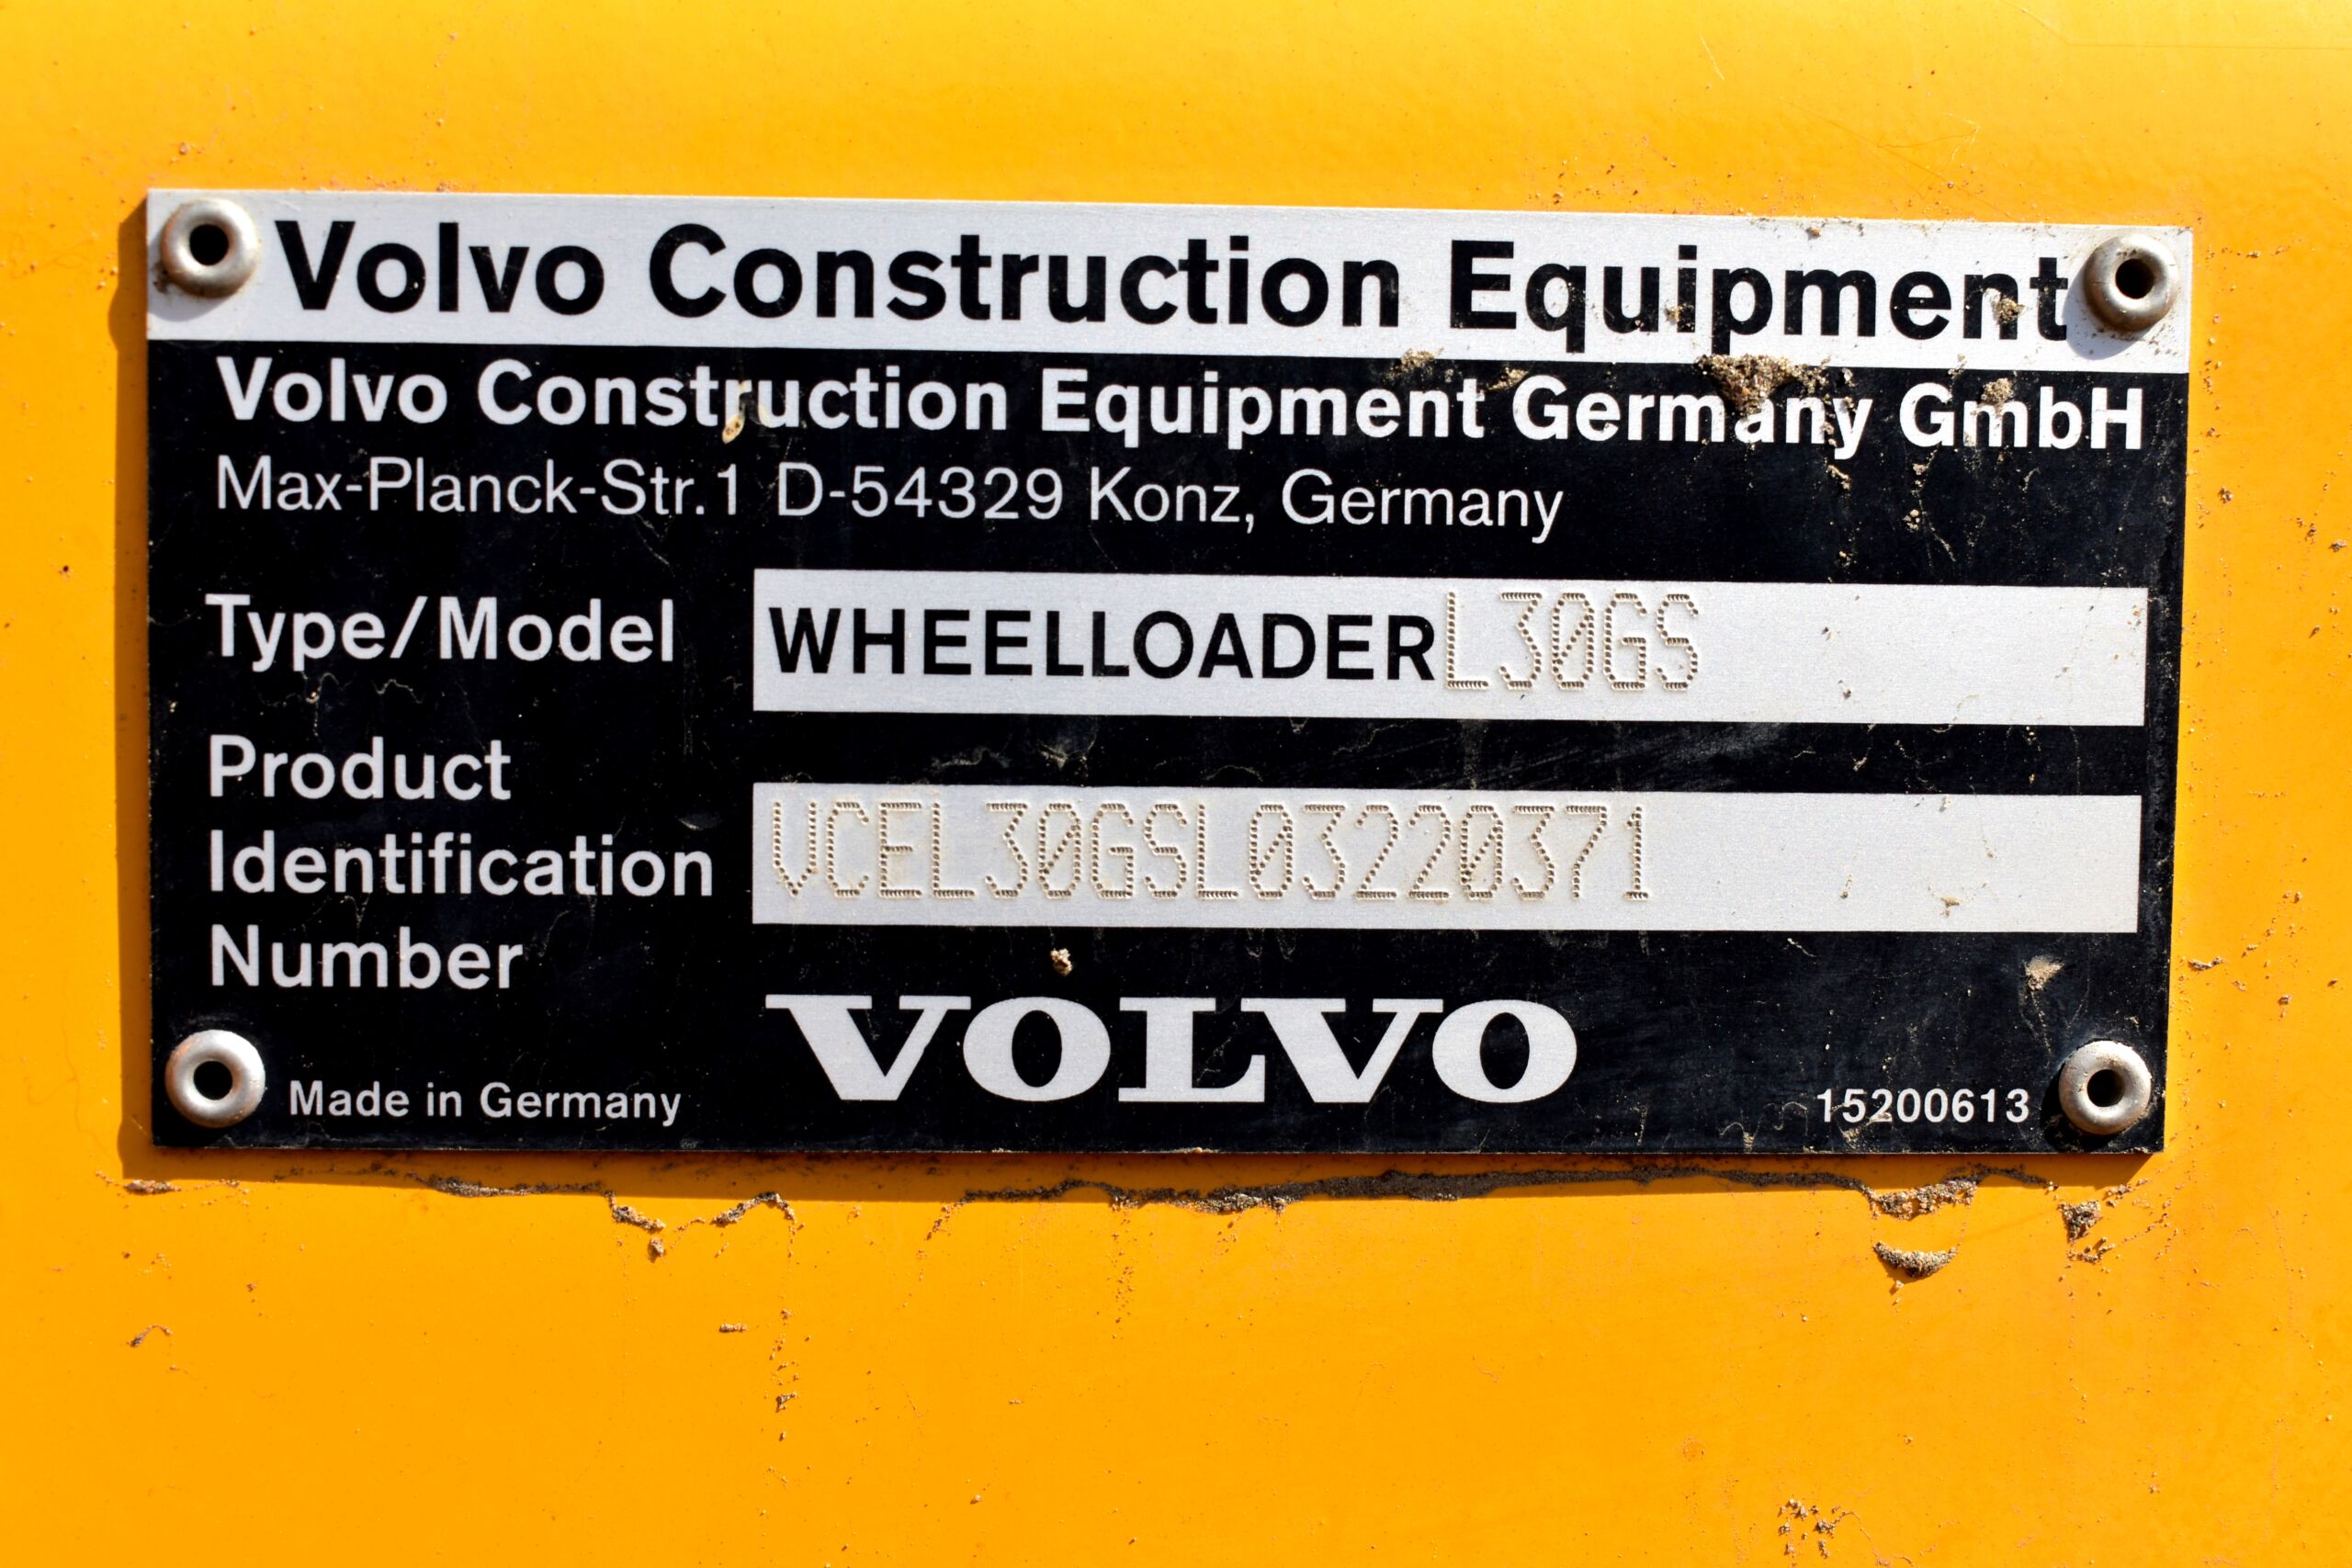 Volvo Construction Equipment
Volvo Construction Equipment Germany GmbH
Max-Planck-Str.1 D-54329 Konz, Germany
Type/Model WHEELLOADER L30GS
Product
Identification VCEL30GSL03220371
Number
VOLVO
Made in Germany 15200613